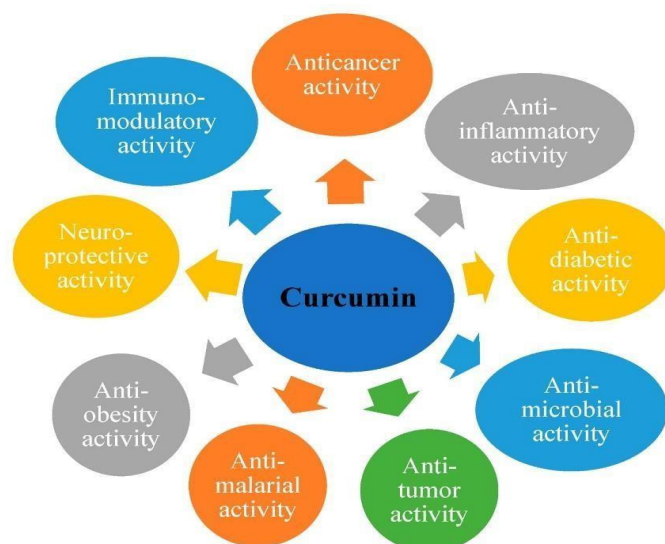 Anticancer
activity
Anti-
inflammatory
activity
Anti-
diabetic
activity
Anti-
microbial
activity
Anti-
tumor
activity
Anti-
malarial
activity
Anti-
obesity
activity
Neuro-
protective
activity
Immuno-
modulatory
activity
Curcumin